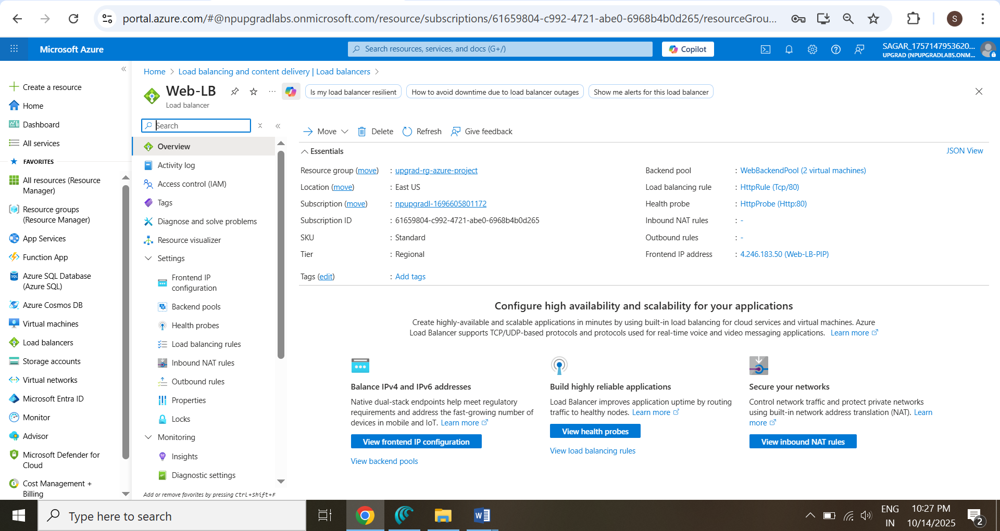 portal.azure.com/#@npupgradlabs.onmicrosoft.com/resource/subscriptions/61659804-c992-4721-abe0-6968b4b0d265/resourceGrou...
S
Microsoft Azure
Search resources, services, and docs (G+/)
Copilot
SAGAR_1757147953620...
UPGRAD (NPUPGRADLABS.ONM...
Create a resource
Home
Dashboard
All services
FAVORITES
All resources (Resource
Manager)
Resource groups
(Resource Manager)
App Services
Function App
Azure SQL Database
(Azure SQL)
Azure Cosmos DB
Virtual machines
Load balancers
Storage accounts
Virtual networks
Microsoft Entra ID
Monitor
Advisor
Microsoft Defender for
Cloud
Cost Management +
Billing
Home > Load balancing and content delivery | Load balancers >
Web-LB
Load balancer
Is my load balancer resilient
How to avoid downtime due to load balancer outages
Show me alerts for this load balancer
Search
Overview
Activity log
Access control (IAM)
Tags
Diagnose and solve problems
Resource visualizer
Settings
Frontend IP
configuration
Backend pools
Health probes
Load balancing rules
Inbound NAT rules
Outbound rules
Properties
Locks
Monitoring
Insights
Diagnostic settings
Add or remove favorites by pressing Ctrl+Shift+F
Move
Delete
Refresh
Give feedback
Essentials
JSON View
Resource group (move) : upgrad-rg-azure-project
Location (move) : East US
Subscription (move) : npupgradl-1696605801172
Subscription ID : 61659804-c992-4721-abe0-6968b4b0d265
SKU : Standard
Tier : Regional
Tags (edit) : Add tags
Backend pool : WebBackendPool (2 virtual machines)
Load balancing rule : HttpRule (Tcp/80)
Health probe : HttpProbe (Http:80)
Inbound NAT rules : -
Outbound rules : -
Frontend IP address : 4.246.183.50 (Web-LB-PIP)
Configure high availability and scalability for your applications
Create highly-available and scalable applications in minutes by using built-in load balancing for cloud services and virtual machines. Azure
Load Balancer supports TCP/UDP-based protocols and protocols used for real-time voice and video messaging applications. Learn more
Balance IPv4 and IPv6 addresses
Native dual-stack endpoints help meet regulatory
requirements and address the fast-growing number of
devices in mobile and IoT. Learn more
View frontend IP configuration
View backend pools
Build highly reliable applications
Load Balancer improves application uptime by routing
traffic to healthy nodes. Learn more
View health probes
View load balancing rules
Secure your networks
Control network traffic and protect private networks
using built-in network address translation (NAT). Learn
more
View inbound NAT rules
Type here to search
ENG
IN
10:27 PM
10/14/2025
2